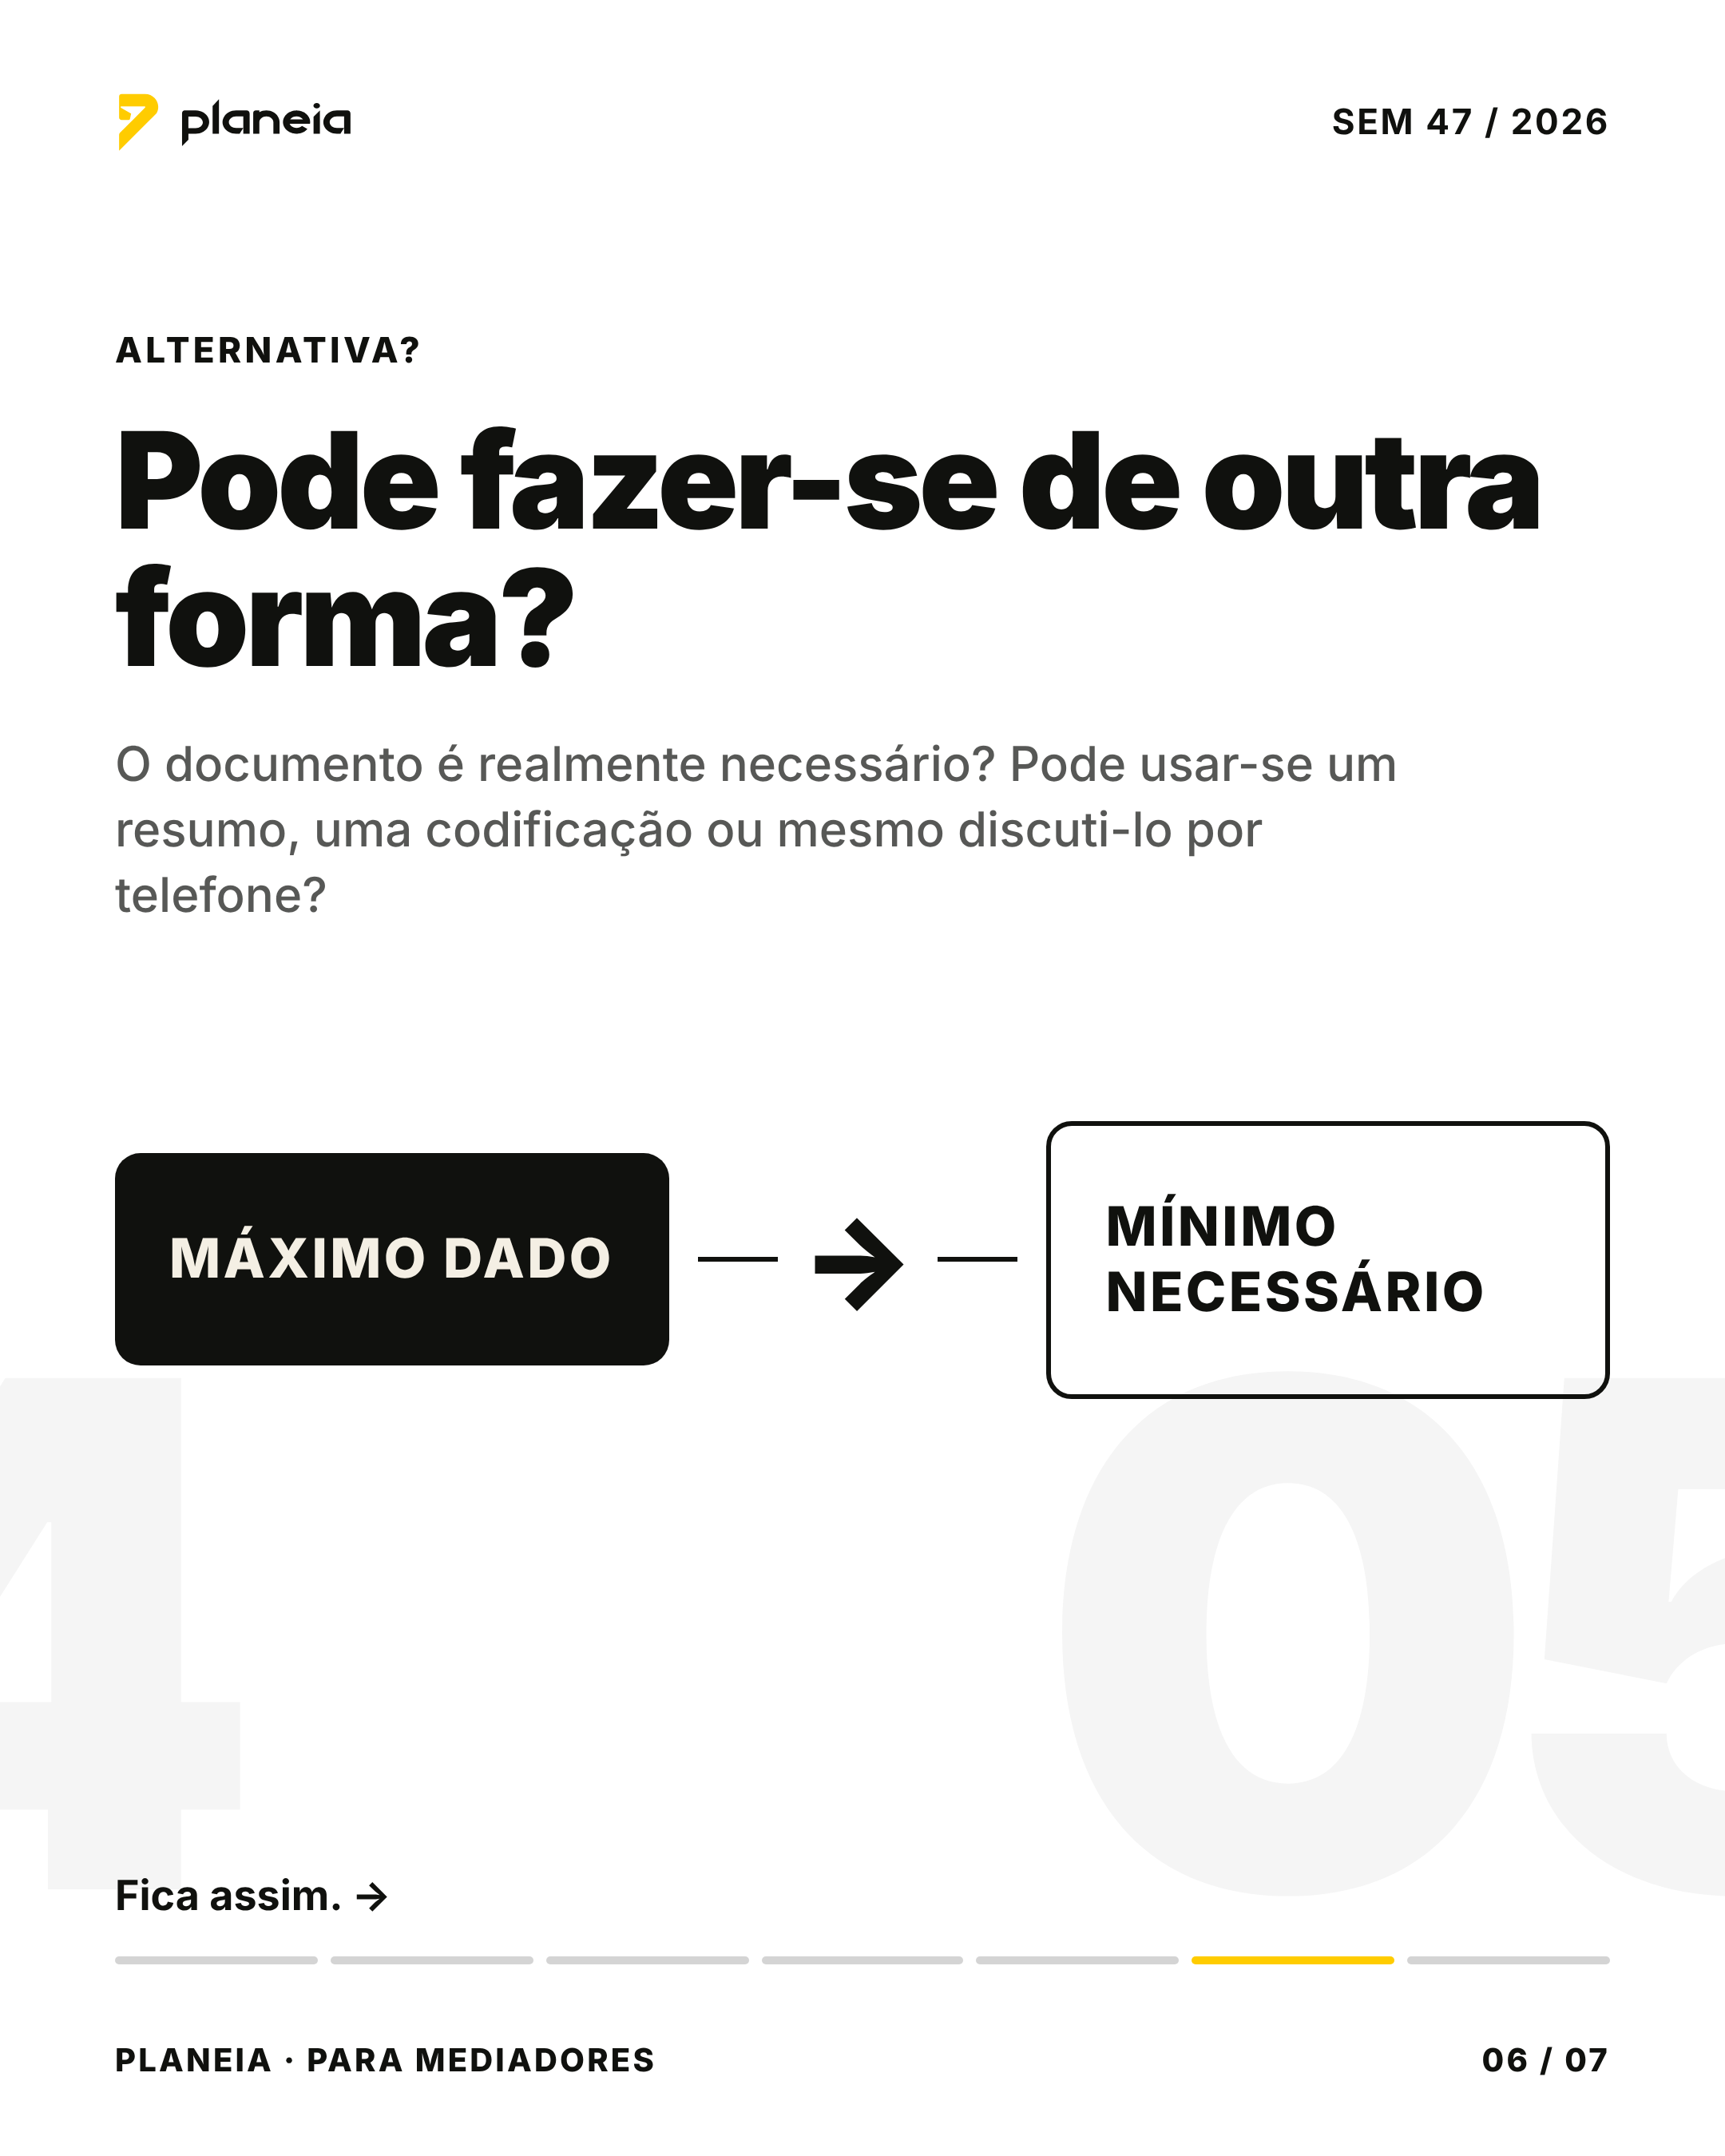 planeia
SEM 47 / 2026
ALTERNATIVA?
Pode fazer-se de outra
forma?
O documento é realmente necessário? Pode usar-se um
resumo, uma codificação ou mesmo discuti-lo por
telefone?
MÁXIMO DADO
→
MÍNIMO
NECESSÁRIO
4
05
Fica assim. →
PLANEIA · PARA MEDIADORES
06 / 07